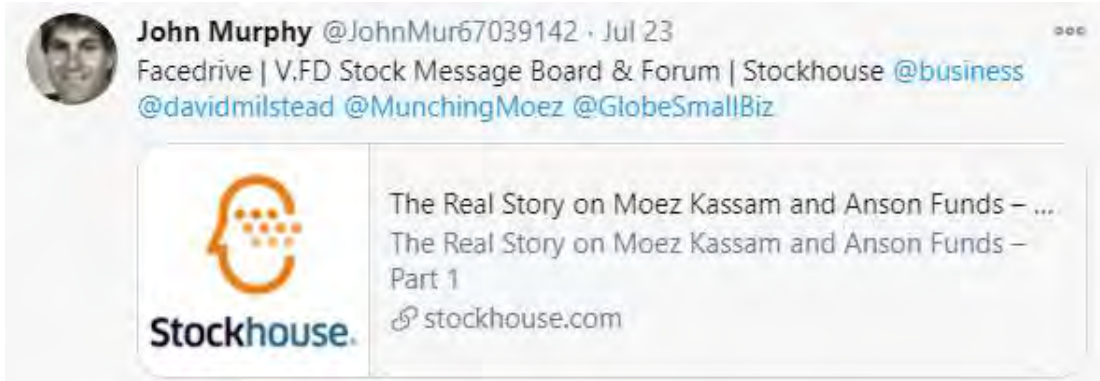 John Murphy @JohnMur67039142 · Jul 23
Facedrive | V.FD Stock Message Board & Forum | Stockhouse @business
@davidmilstead @MunchingMoez @GlobeSmallBiz
Stockhouse.
The Real Story on Moez Kassam and Anson Funds – ...
The Real Story on Moez Kassam and Anson Funds –
Part 1
stockhouse.com